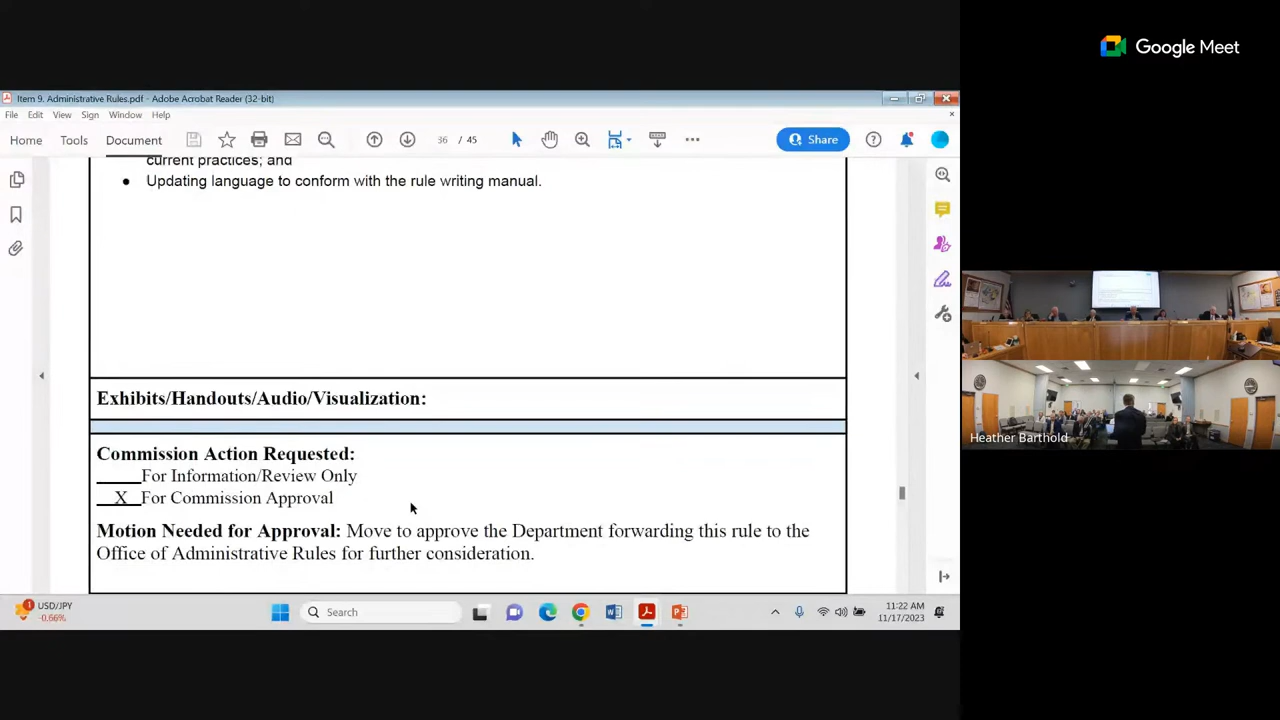 Google Meet
Item 9. Administrative Rules.pdf - Adobe Acrobat Reader (32-bit)
File Edit View Sign Window Help
Home Tools Document 36 / 45 Share
current practices; and
• Updating language to conform with the rule writing manual.
Exhibits/Handouts/Audio/Visualization:
Commission Action Requested:
For Information/Review Only
X For Commission Approval
Motion Needed for Approval: Move to approve the Department forwarding this rule to the
Office of Administrative Rules for further consideration.
Heather Barthold
1 USD/JPY
-0.66%
Search
11:22 AM
11/17/2023